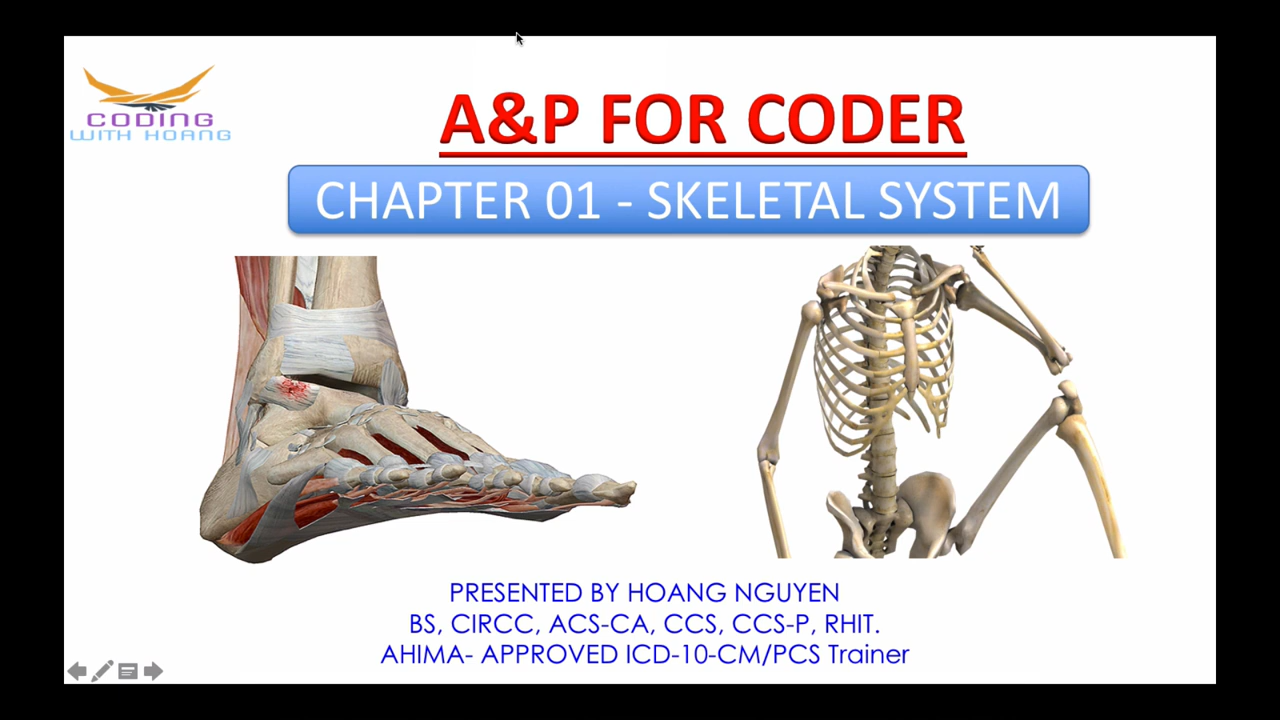 CODING
WITH HOANG
A&P FOR CODER
CHAPTER 01 - SKELETAL SYSTEM
PRESENTED BY HOANG NGUYEN
BS, CIRCC, ACS-CA, CCS, CCS-P, RHIT.
AHIMA- APPROVED ICD-10-CM/PCS Trainer